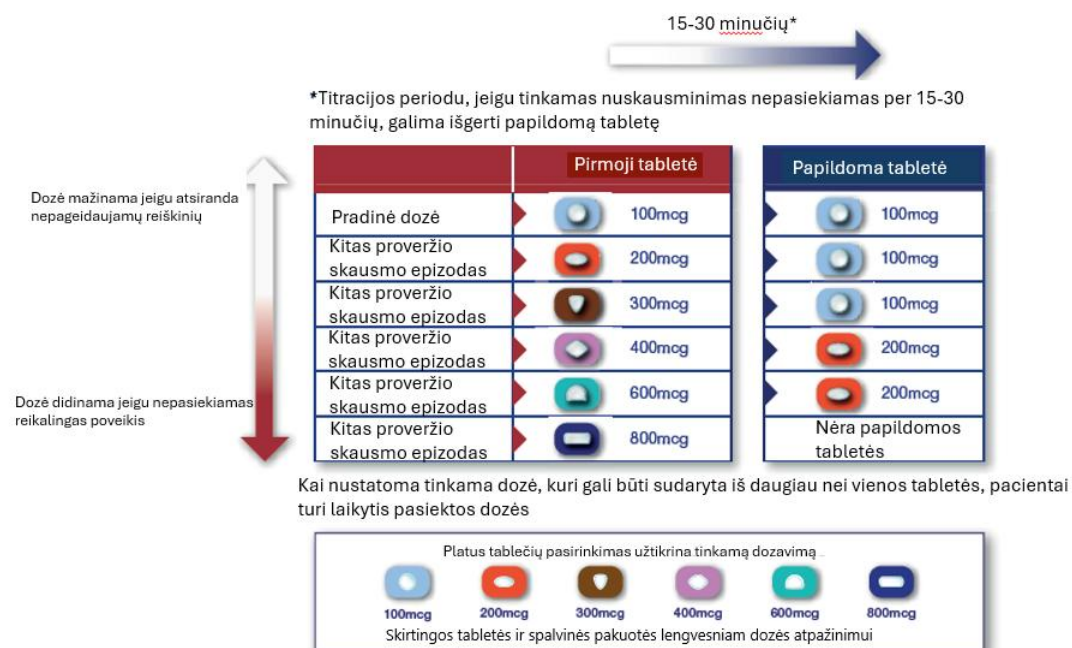 15-30 minučių*
*Titracijos periodu, jeigu tinkamas nuskausminimas nepasiekiamas per 15-30
minučių, galima išgerti papildomą tabletę
Dozė mažinama jeigu atsiranda
nepageidaujamų reiškinių
Dozė didinama jeigu nepasiekiamas
reikalingas poveikis
Pirmoji tabletė
Papildoma tabletė
Pradinė dozė
100mcg
100mcg
Kitas proveržio
skausmo epizodas
200mcg
100mcg
Kitas proveržio
skausmo epizodas
300mcg
100mcg
Kitas proveržio
skausmo epizodas
400mcg
200mcg
Kitas proveržio
skausmo epizodas
600mcg
200mcg
Kitas proveržio
skausmo epizodas
800mcg
Nėra papildomos
tabletės
Kai nustatoma tinkama dozė, kuri gali būti sudaryta iš daugiau nei vienos tabletės, pacientai
turi laikytis pasiektos dozės
Platus tablečių pasirinkimas užtikrina tinkamą dozavimą
100mcg 200mcg 300mcg 400mcg 600mcg 800mcg
Skirtingos tabletės ir spalvinės pakuotės lengvesniam dozės atpažinimui